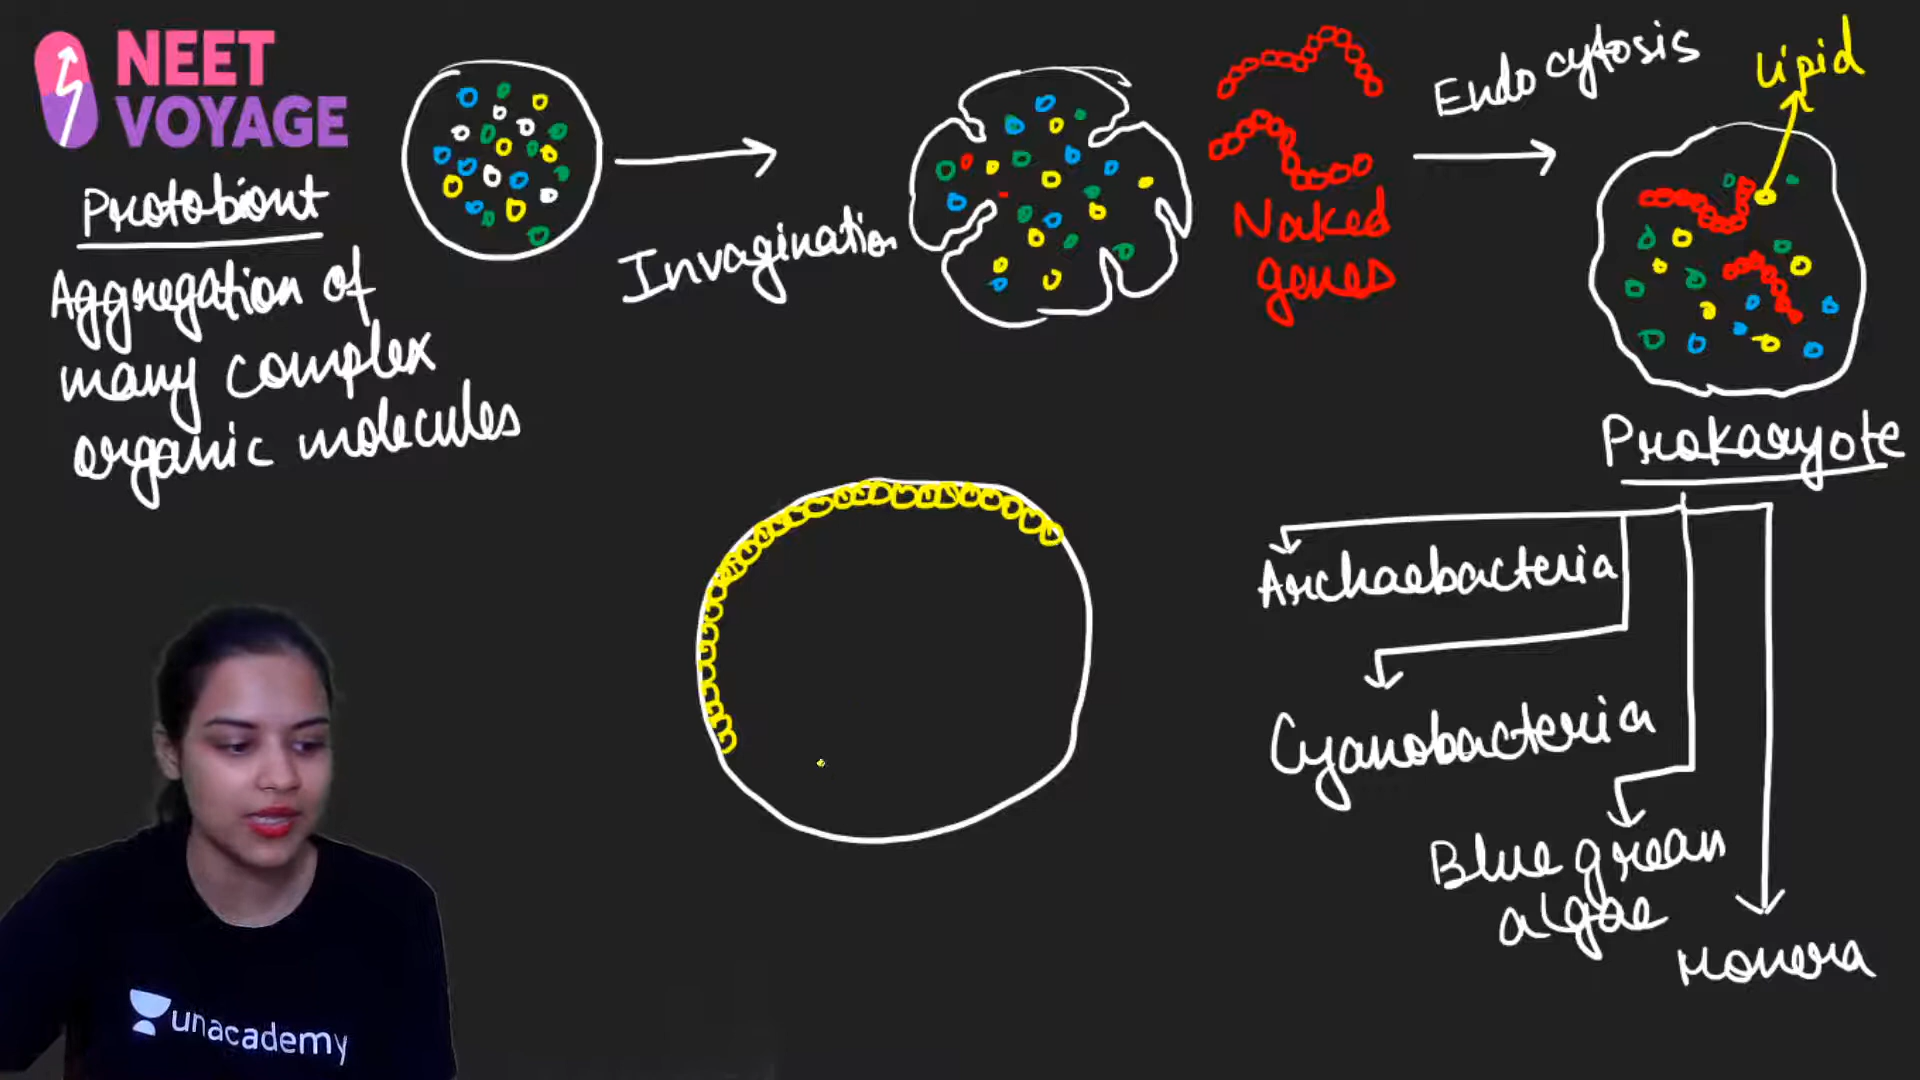 NEET
VOYAGE
Protobiont
Aggregation of
many complex
organic molecules
Invagination
Naked
genes
Endocytosis
Lipid
Prokaryote
Archaebacteria
Cyanobacteria
Blue green
algae
Monera
unacademy